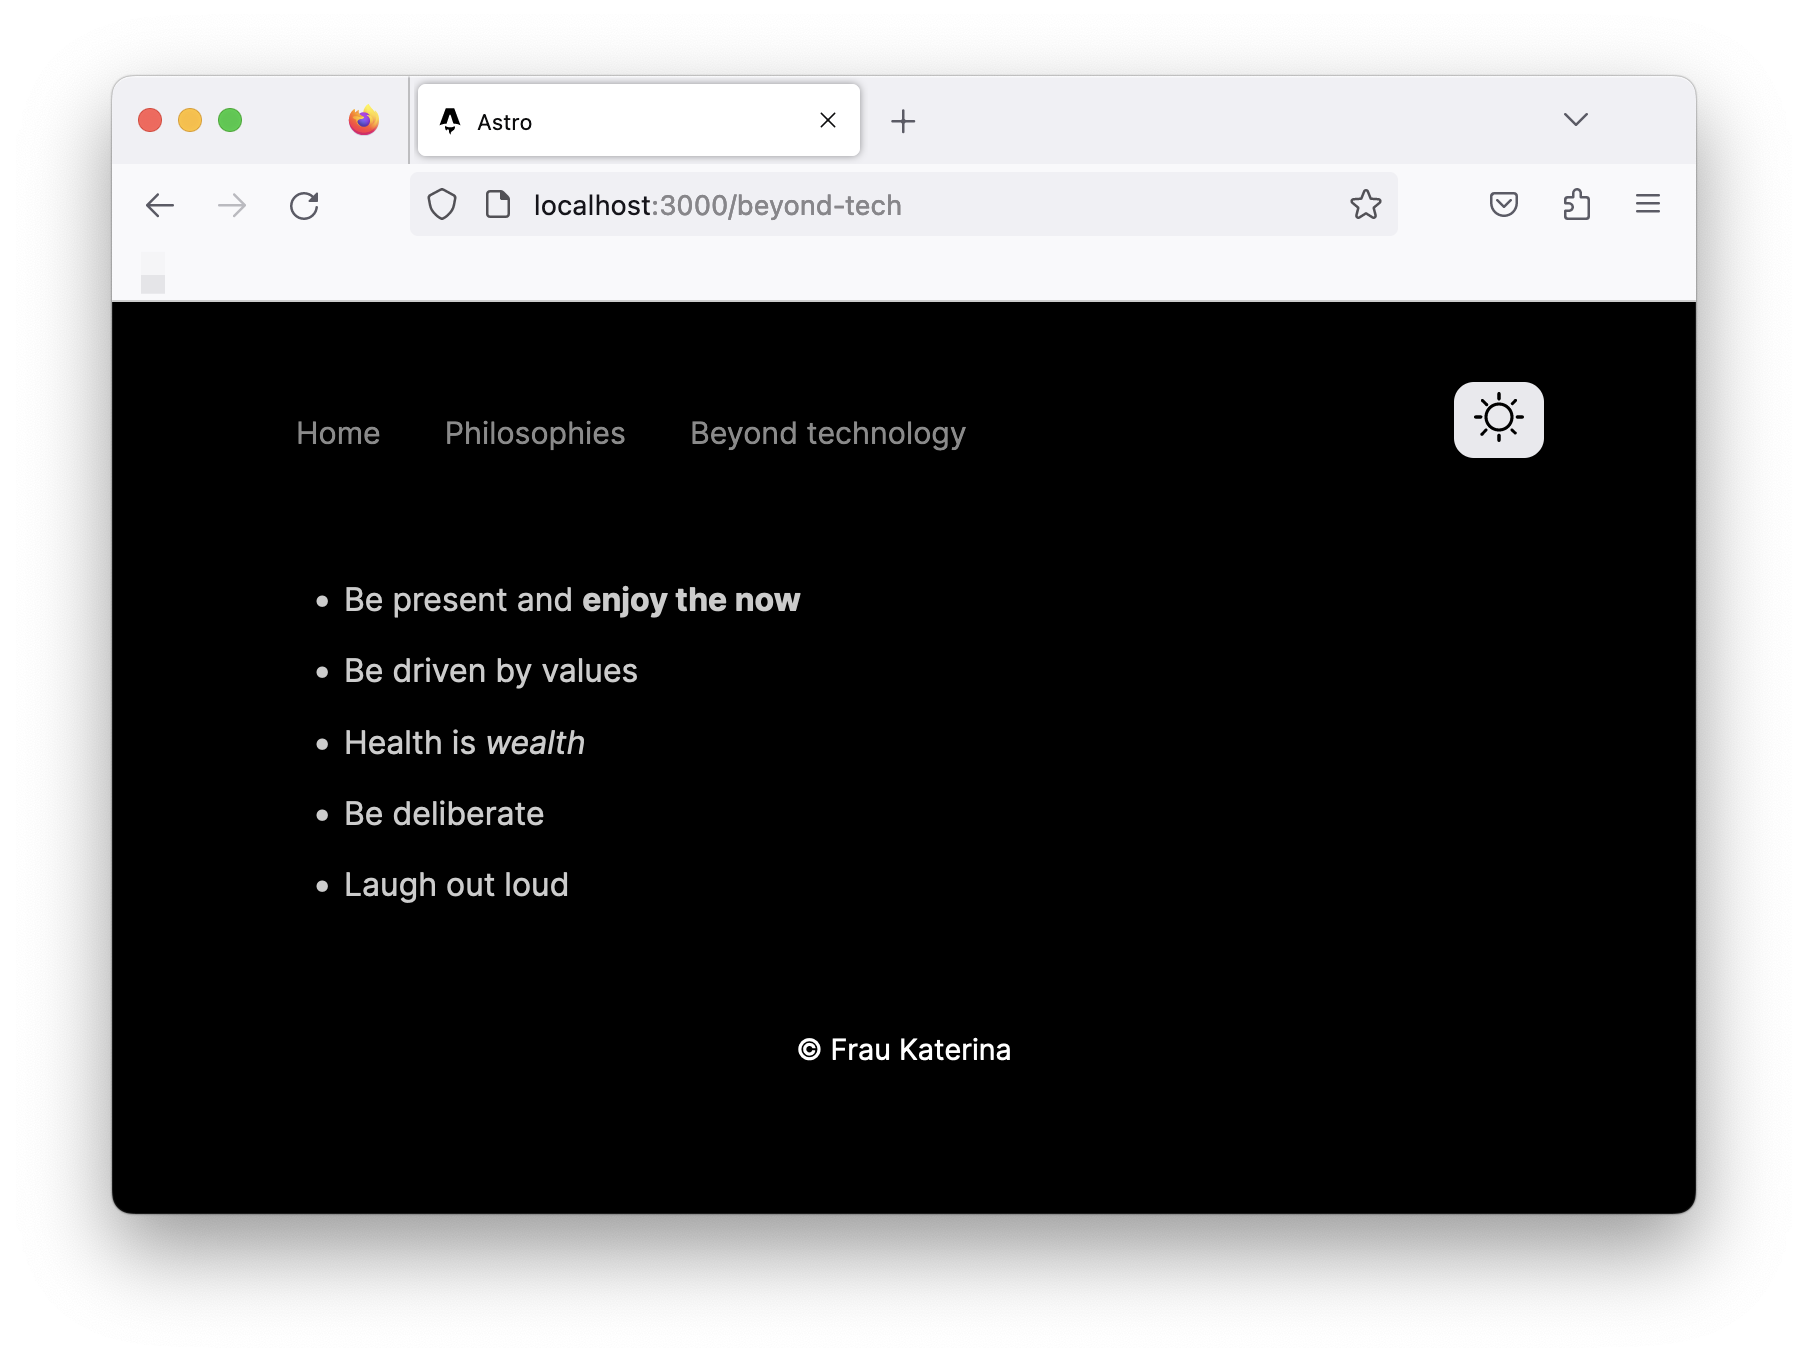 Astro
localhost:3000/beyond-tech
Home Philosophies Beyond technology
• Be present and enjoy the now
• Be driven by values
• Health is wealth
• Be deliberate
• Laugh out loud
© Frau Katerina